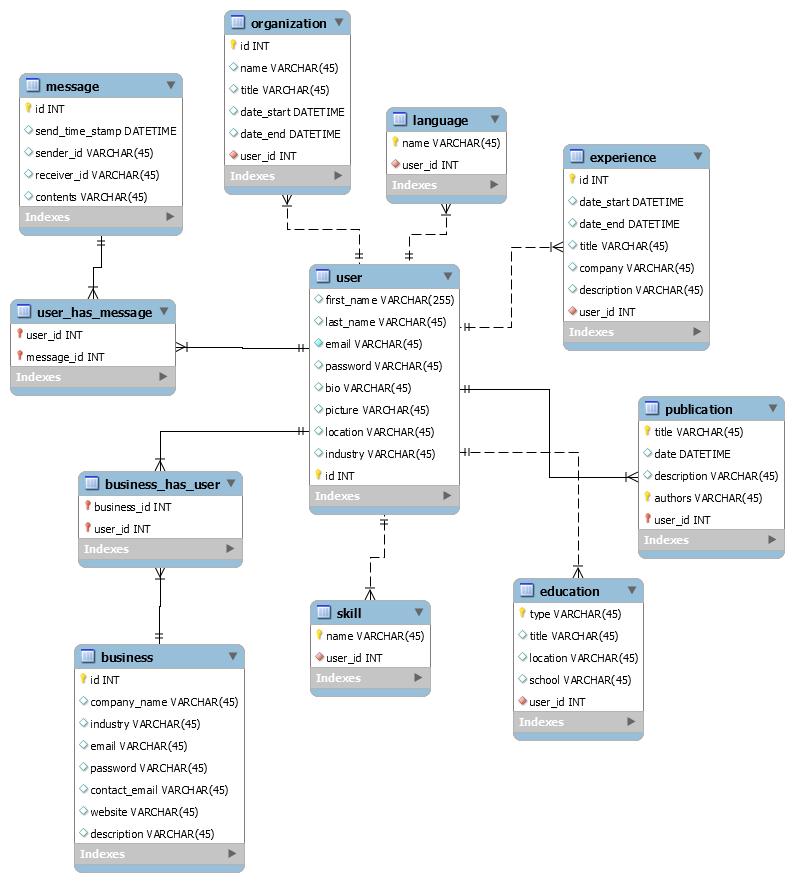 organization
id INT
name VARCHAR(45)
title VARCHAR(45)
date_start DATETIME
date_end DATETIME
user_id INT
Indexes
message
id INT
send_time_stamp DATETIME
sender_id VARCHAR(45)
receiver_id VARCHAR(45)
contents VARCHAR(45)
Indexes
language
name VARCHAR(45)
user_id INT
Indexes
experience
id INT
date_start DATETIME
date_end DATETIME
title VARCHAR(45)
company VARCHAR(45)
description VARCHAR(45)
user_id INT
Indexes
user
first_name VARCHAR(255)
last_name VARCHAR(45)
email VARCHAR(45)
password VARCHAR(45)
bio VARCHAR(45)
picture VARCHAR(45)
location VARCHAR(45)
industry VARCHAR(45)
id INT
Indexes
user_has_message
user_id INT
message_id INT
Indexes
publication
title VARCHAR(45)
date DATETIME
description VARCHAR(45)
authors VARCHAR(45)
user_id INT
Indexes
business_has_user
business_id INT
user_id INT
Indexes
education
type VARCHAR(45)
title VARCHAR(45)
location VARCHAR(45)
school VARCHAR(45)
user_id INT
Indexes
skill
name VARCHAR(45)
user_id INT
Indexes
business
id INT
company_name VARCHAR(45)
industry VARCHAR(45)
email VARCHAR(45)
password VARCHAR(45)
contact_email VARCHAR(45)
website VARCHAR(45)
description VARCHAR(45)
Indexes